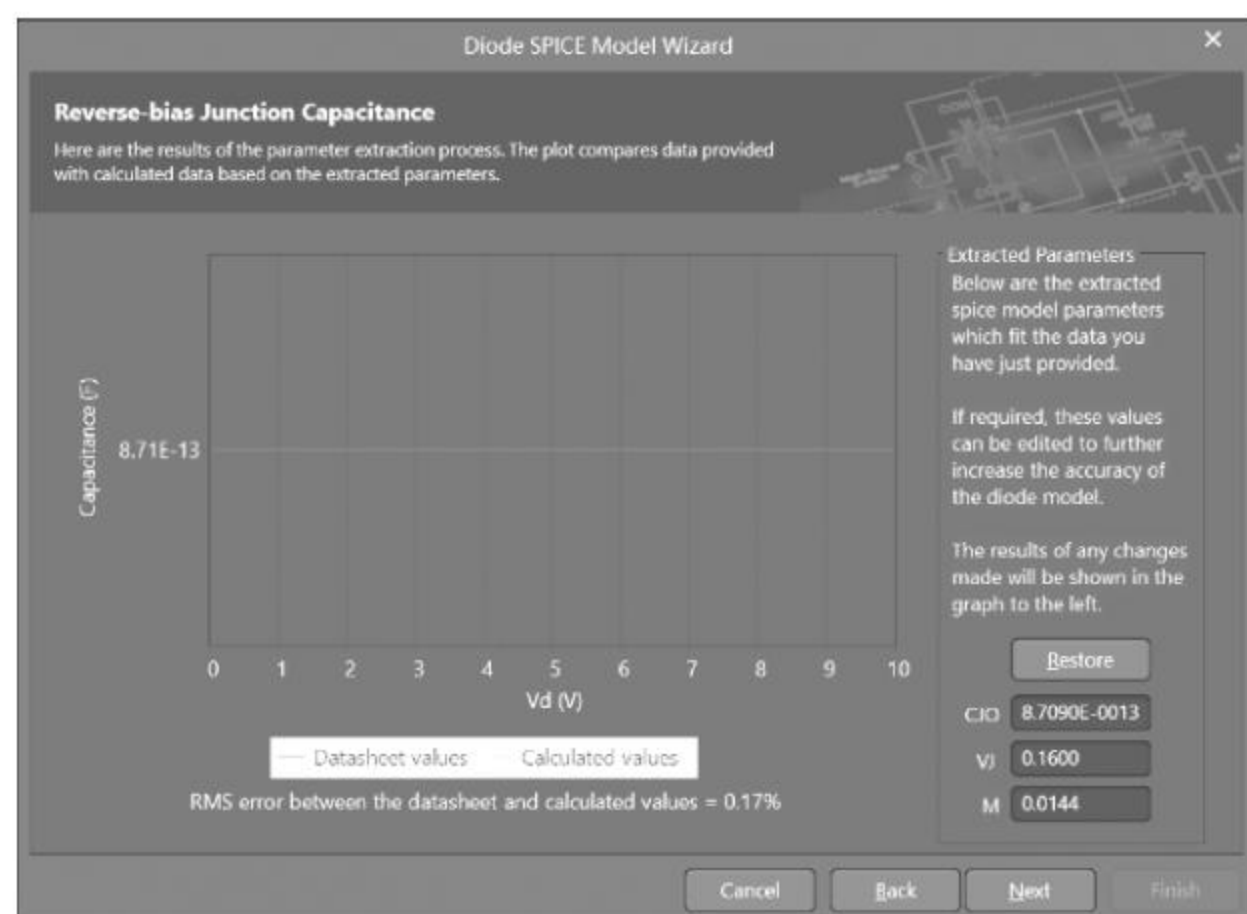 Diode SPICE Model Wizard
Reverse-bias Junction Capacitance
Here are the results of the parameter extraction process. The plot compares data provided
with calculated data based on the extracted parameters.
Capacitance (F)
8.71E-13
0 1 2 3 4 5 6 7 8 9 10
Vd (V)
Datasheet values Calculated values
RMS error between the datasheet and calculated values = 0.17%
Extracted Parameters
Below are the extracted
spice model parameters
which fit the data you
have just provided.
If required, these values
can be edited to further
increase the accuracy of
the diode model.
The results of any changes
made will be shown in the
graph to the left.
Restore
CJO 8.7090E-0013
VJ 0.1600
M 0.0144
Cancel Back Next Finish